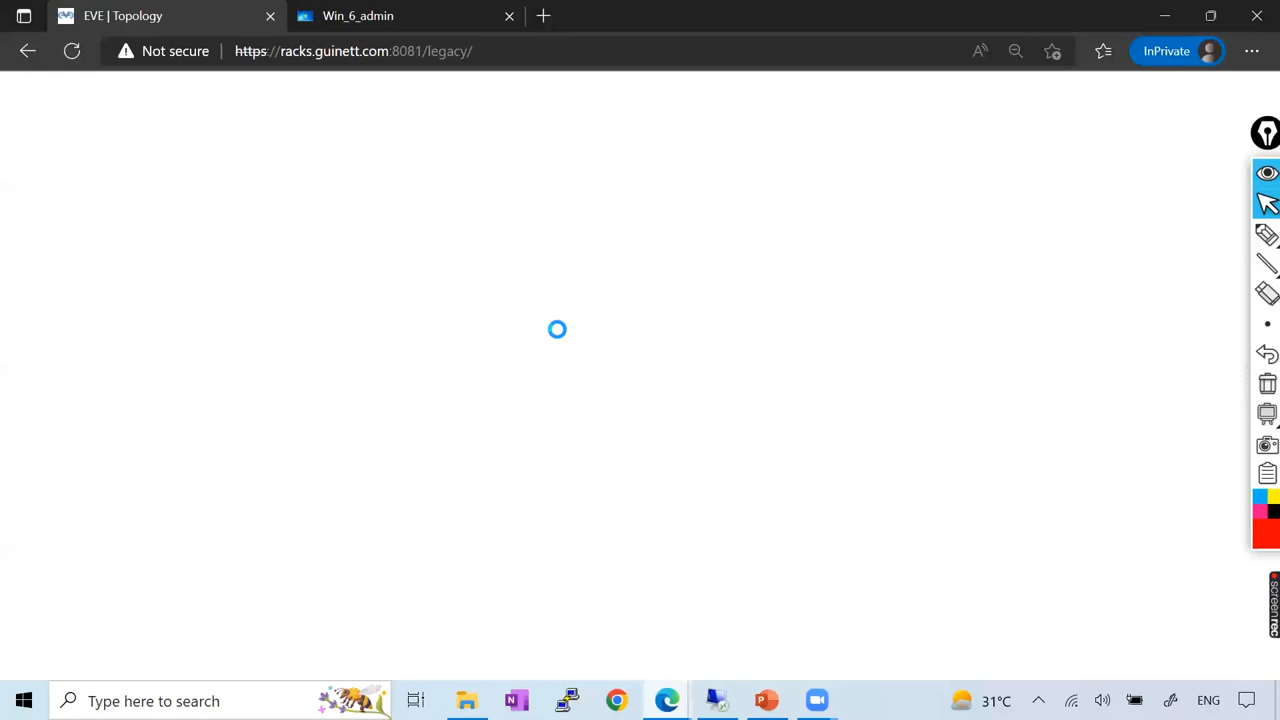 EVE | Topology
Win_6_admin
Not secure
https://racks.guinett.com:8081/legacy/
InPrivate
screenrec
Type here to search
31°C
ENG